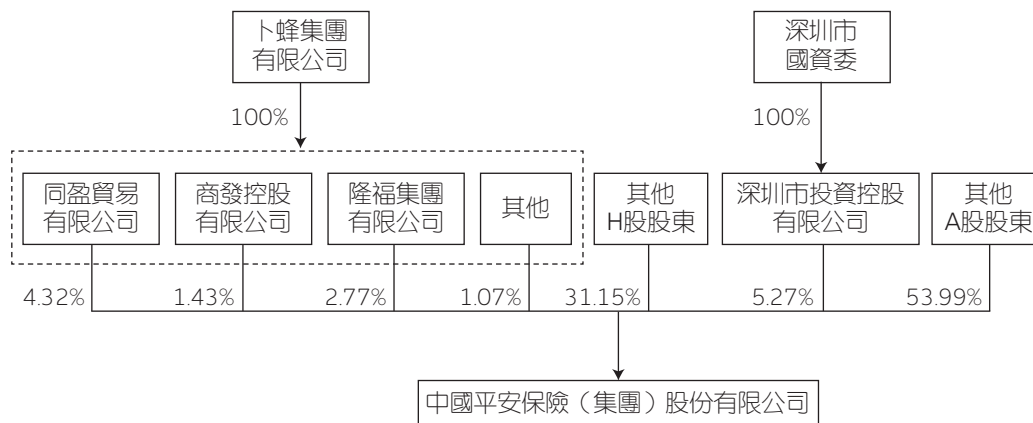 卜蜂集團
有限公司
深圳市
國資委
100%
100%
同盈貿易
有限公司
商發控股
有限公司
隆福集團
有限公司
其他
其他
H股股東
深圳市投資控股
有限公司
其他
A股股東
4.32%
1.43%
2.77%
1.07%
31.15%
5.27%
53.99%
中國平安保險（集團）股份有限公司